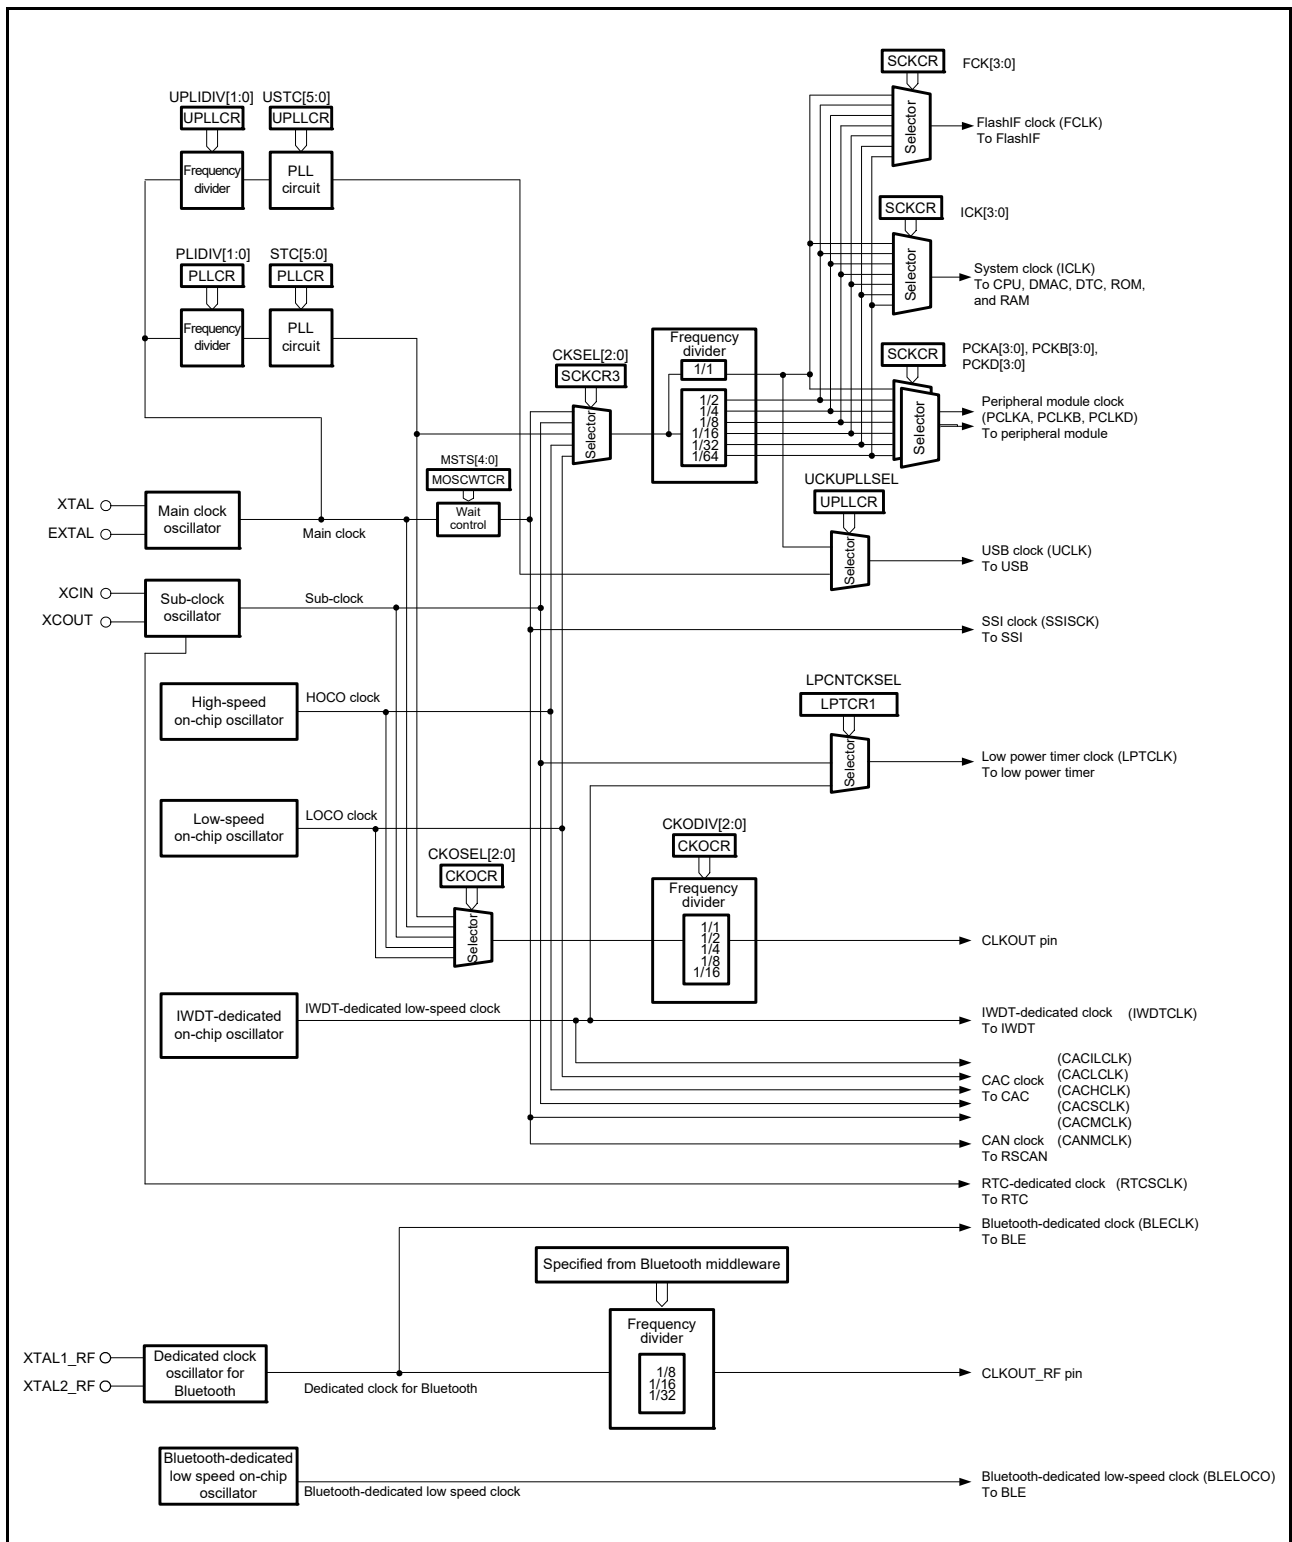 SCKCR FCK[3:0]
UPLIDIV[1:0] USTC[5:0]
UPLLCR UPLLCR
Selector
FlashIF clock (FCLK)
To FlashIF
Frequency
divider
PLL
circuit
SCKCR ICK[3:0]
PLIDIV[1:0] STC[5:0]
PLLCR PLLCR
Selector
System clock (ICLK)
To CPU, DMAC, DTC, ROM,
and RAM
Frequency
divider
PLL
circuit
Frequency
divider
1/1
1/2
1/4
1/8
1/16
1/32
1/64
CKSEL[2:0]
SCKCR3
Selector
SCKCR
PCKA[3:0], PCKB[3:0],
PCKD[3:0]
Selector
Peripheral module clock
(PCLKA, PCLKB, PCLKD)
To peripheral module
MSTS[4:0]
MOSCWTCR
Wait
control
UCKUPLLSEL
UPLLCR
Selector
USB clock (UCLK)
To USB
XTAL
EXTAL
Main clock
oscillator
Main clock
XCIN
XCOUT
Sub-clock
oscillator
Sub-clock
SSI clock (SSISCK)
To SSI
High-speed
on-chip oscillator
HOCO clock
LPCNTCKSEL
LPTCR1
Selector
Low power timer clock (LPTCLK)
To low power timer
Low-speed
on-chip oscillator
LOCO clock
CKOSEL[2:0]
CKOCR
Selector
CKODIV[2:0]
CKOCR
Frequency
divider
1/1
1/2
1/4
1/8
1/16
CLKOUT pin
IWDT-dedicated
on-chip oscillator
IWDT-dedicated low-speed clock
IWDT-dedicated clock (IWDTCLK)
To IWDT
CAC clock
To CAC
(CACILCLK)
(CACLCLK)
(CACHCLK)
(CACSCLK)
(CACMCLK)
CAN clock (CANMCLK)
To RSCAN
RTC-dedicated clock (RTCSCLK)
To RTC
Bluetooth-dedicated clock (BLECLK)
To BLE
Specified from Bluetooth middleware
Frequency
divider
1/8
1/16
1/32
XTAL1_RF
XTAL2_RF
Dedicated clock
oscillator for
Bluetooth
Dedicated clock for Bluetooth
CLKOUT_RF pin
Bluetooth-dedicated
low speed on-chip
oscillator
Bluetooth-dedicated low speed clock
Bluetooth-dedicated low-speed clock (BLELOCO)
To BLE